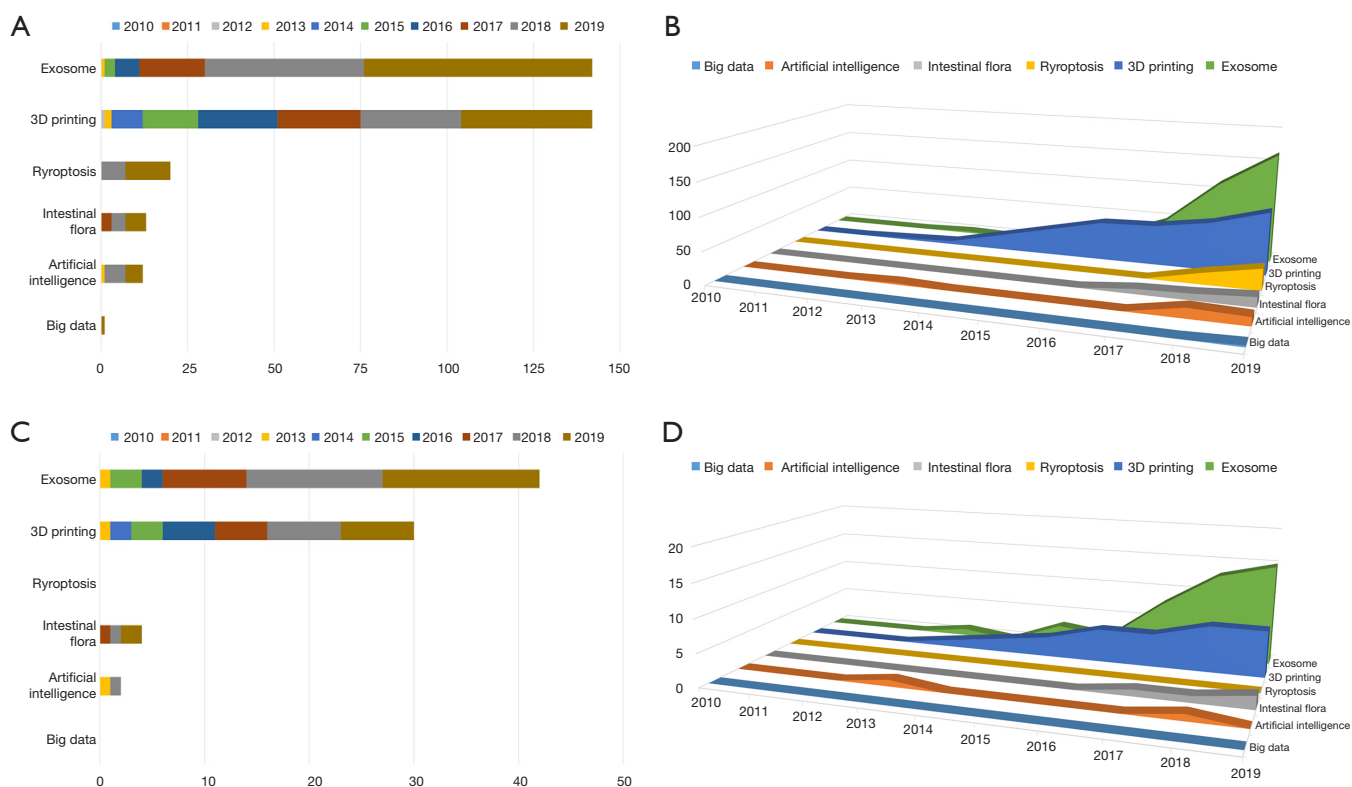 A
2010 2011 2012 2013 2014 2015 2016 2017 2018 2019
Exosome
3D printing
Ryroptosis
Intestinal
flora
Artificial
intelligence
Big data
0 25 50 75 100 125 150
B
Big data Artificial intelligence Intestinal flora Ryroptosis 3D printing Exosome
200
150
100
50
0
2010
2011
2012
2013
2014
2015
2016
2017
2018
2019
Exosome
3D printing
Ryroptosis
Intestinal flora
Artificial intelligence
Big data
C
2010 2011 2012 2013 2014 2015 2016 2017 2018 2019
Exosome
3D printing
Ryroptosis
Intestinal
flora
Artificial
intelligence
Big data
0 10 20 30 40 50
D
Big data Artificial intelligence Intestinal flora Ryroptosis 3D printing Exosome
20
15
10
5
0
2010
2011
2012
2013
2014
2015
2016
2017
2018
2019
Exosome
3D printing
Ryroptosis
Intestinal flora
Artificial intelligence
Big data